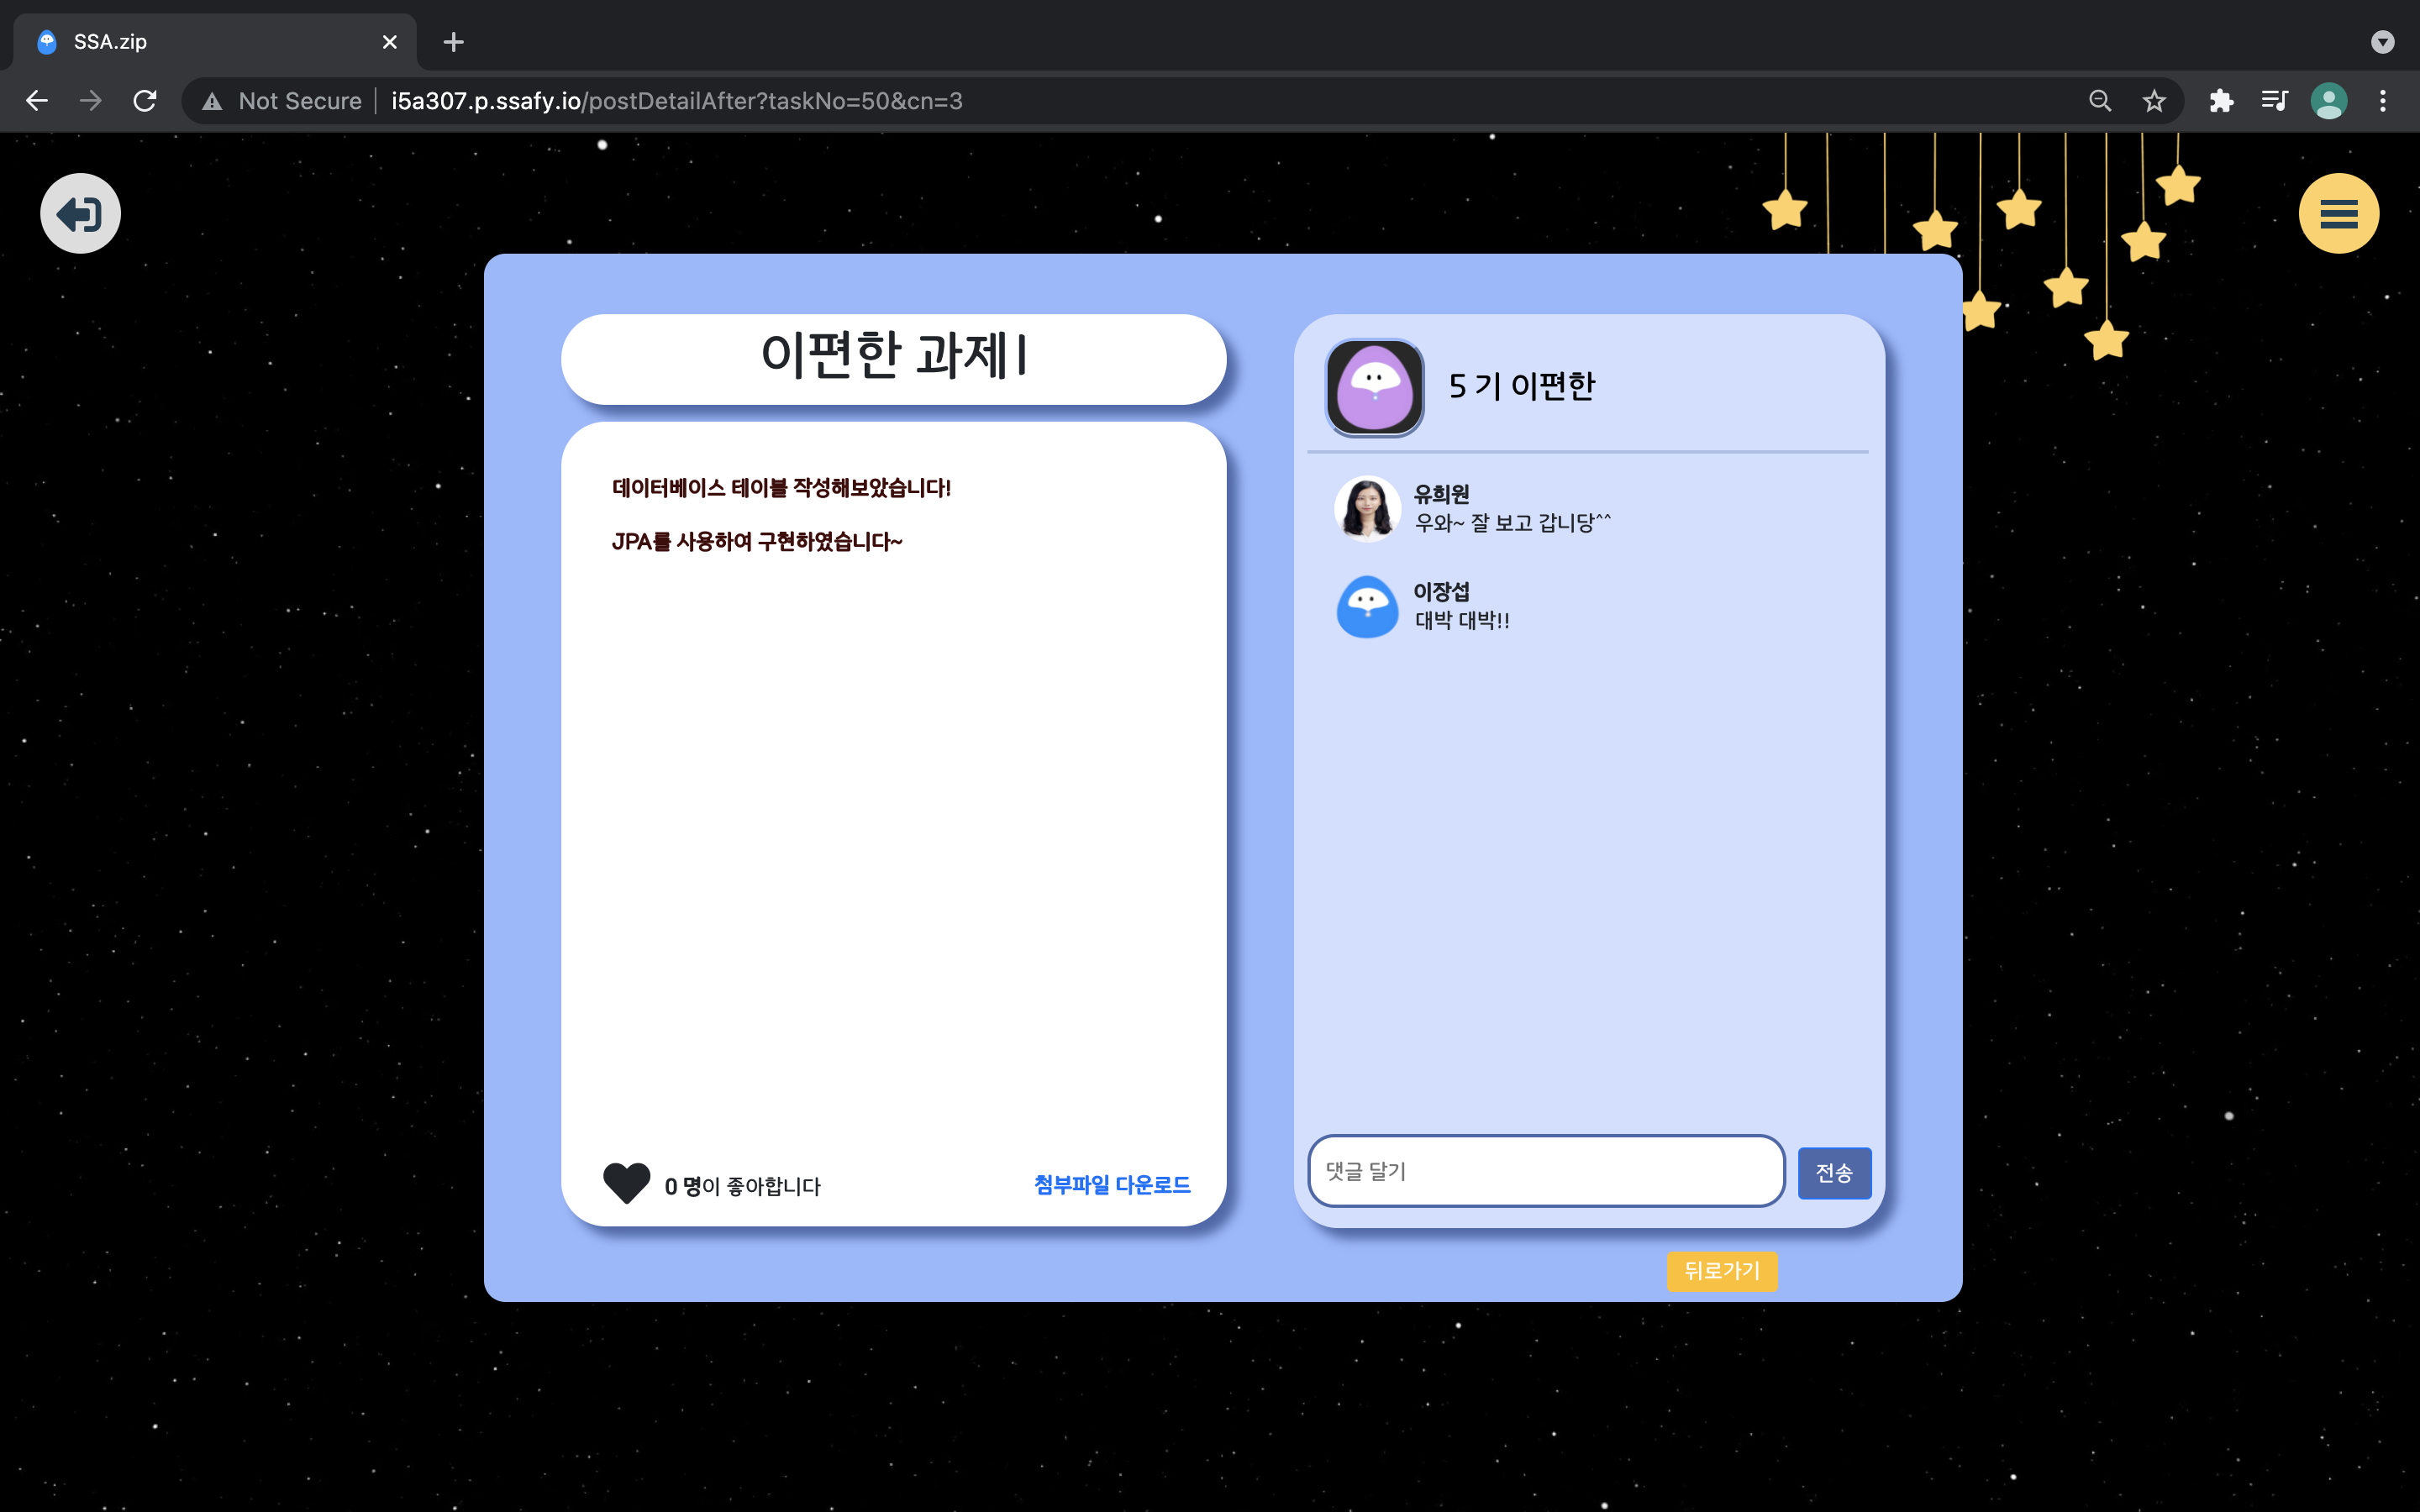 SSA.zip
Not Secure
i5a307.p.ssafy.io/postDetailAfter?taskNo=50&cn=3
이편한 과제1
데이터베이스 테이블 작성해보았습니다!
JPA를 사용하여 구현하였습니다~
0 명이 좋아합니다
첨부파일 다운로드
5 기 이편한
유희원
우와~ 잘 보고 갑니당^^
이장섭
대박 대박!!
댓글 달기
전송
뒤로가기